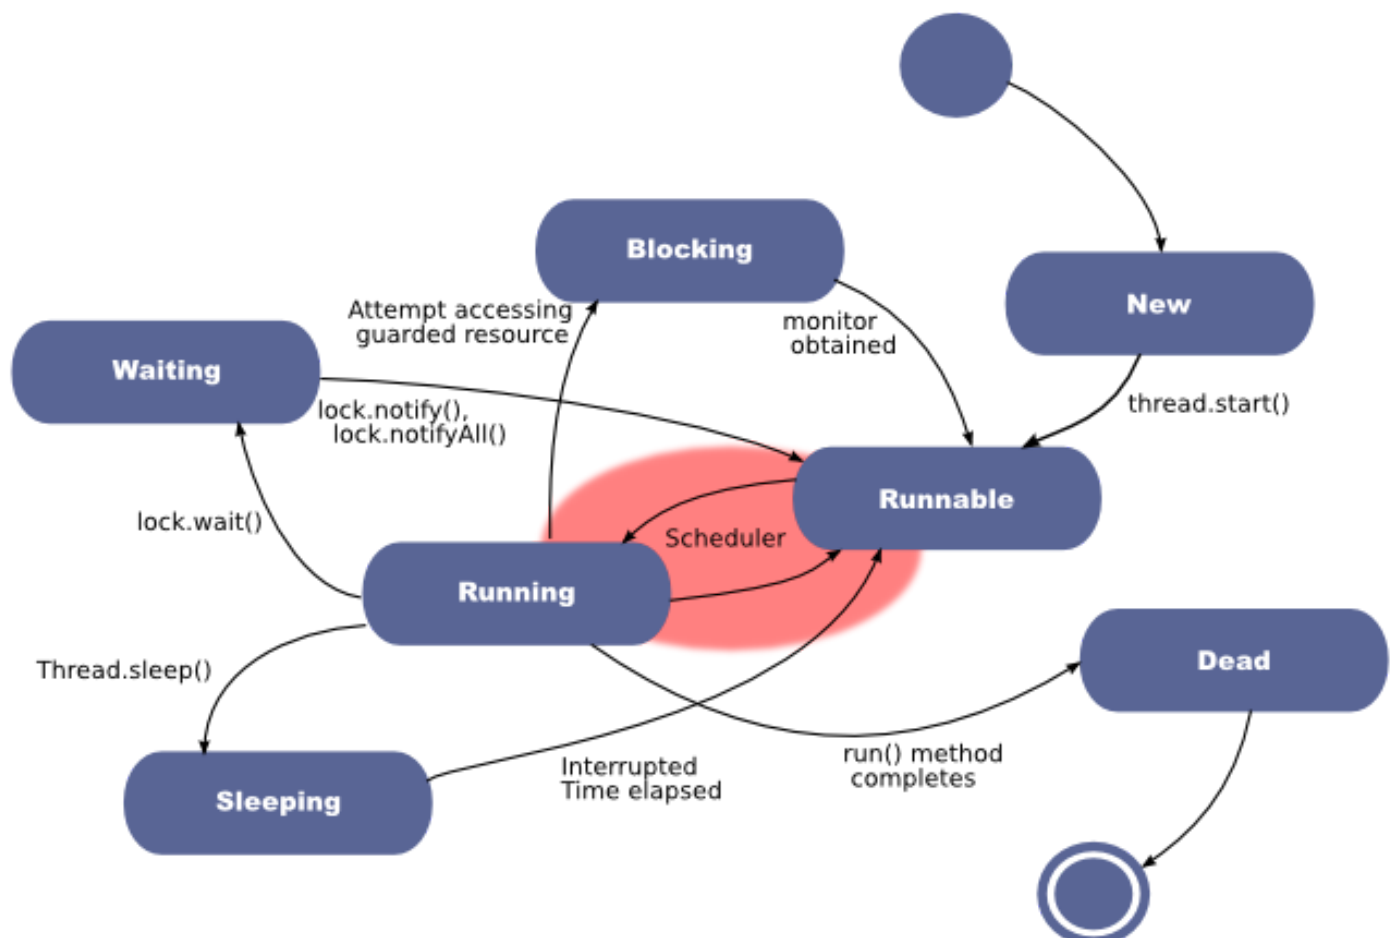 Blocking
New
Attempt accessing
guarded resource
monitor
obtained
Waiting
lock.notify(),
lock.notifyAll()
thread.start()
Runnable
lock.wait()
Scheduler
Running
Thread.sleep()
Dead
run() method
completes
Interrupted
Time elapsed
Sleeping